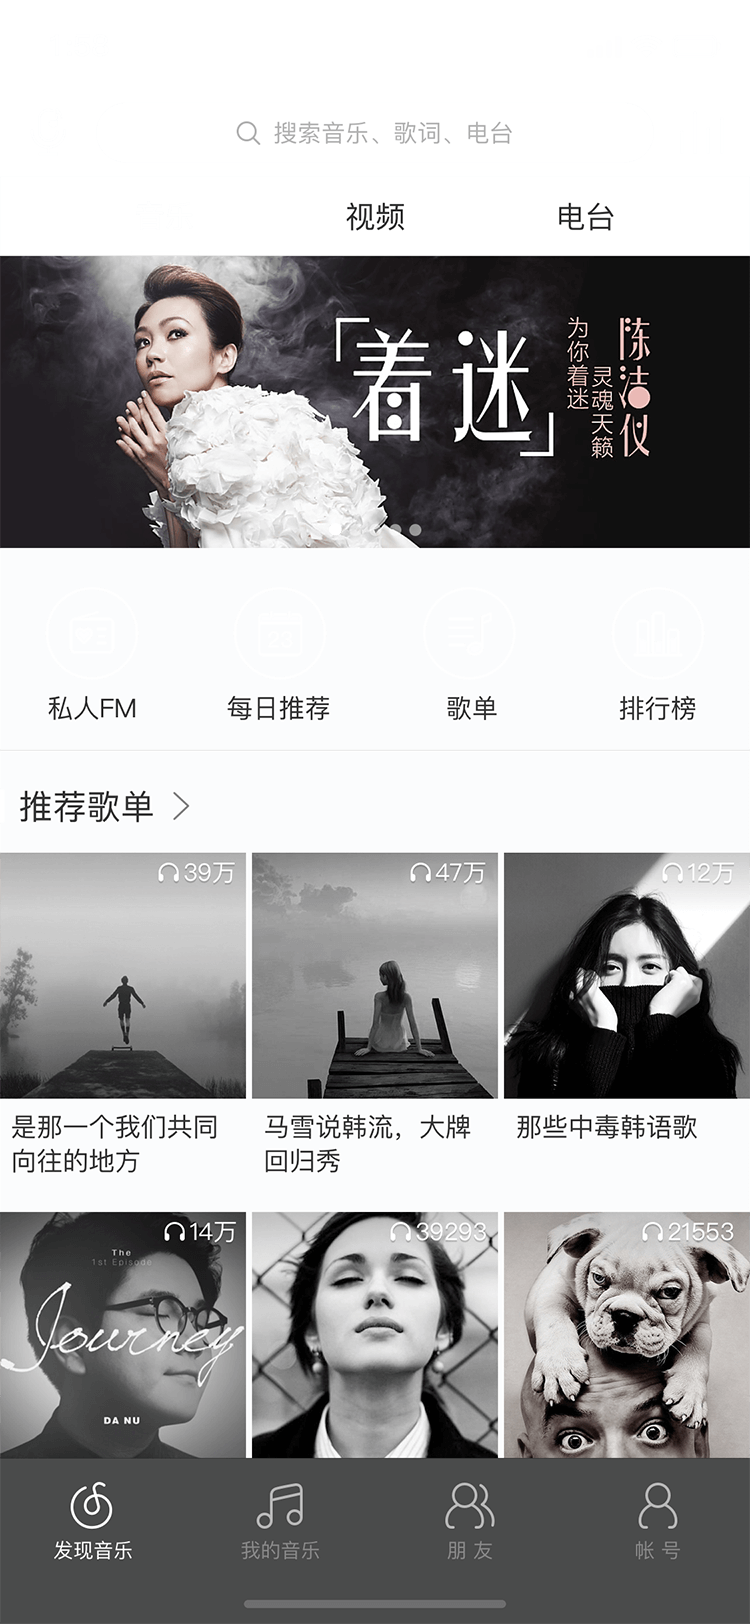 搜索音乐、歌词、电台
视频
电台
「着迷」
为你着迷
灵魂天籁
陈洁仪
私人FM
每日推荐
歌单
排行榜
推荐歌单
39万
47万
12万
是那一个我们共同
向往的地方
马雪说韩流，大牌
回归秀
那些中毒韩语歌
14万
39293
21553
The
1st Episode
Journey
DA NU
发现音乐
我的音乐
朋友
帐号